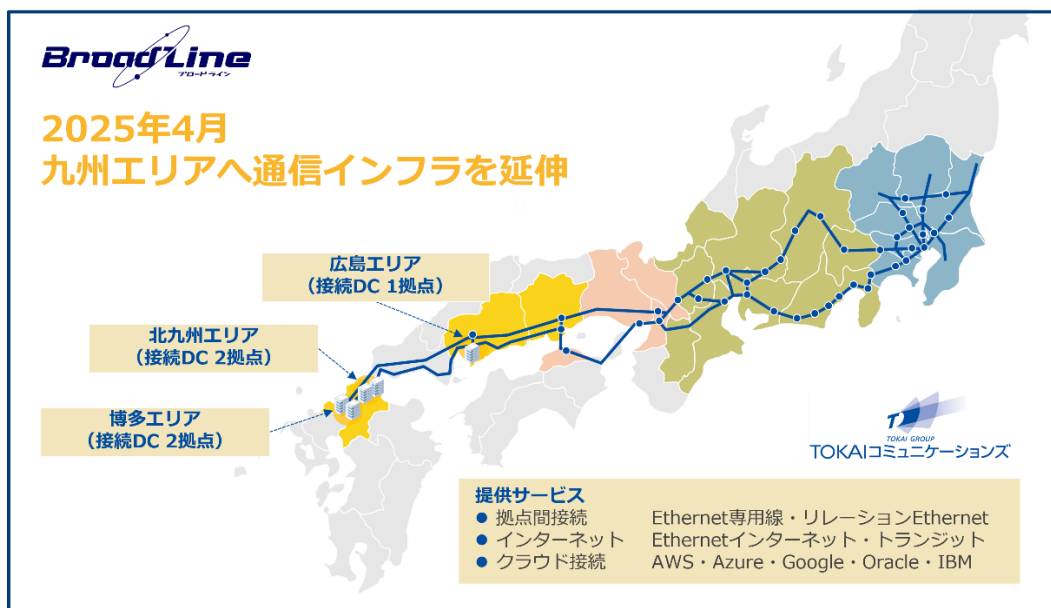 BroadLine
ブロードライン
2025年4月
九州エリアへ通信インフラを延伸
広島エリア
（接続DC 1拠点）
北九州エリア
（接続DC 2拠点）
博多エリア
（接続DC 2拠点）
T
TOKAI GROUP
TOKAIコミュニケーションズ
提供サービス
● 拠点間接続 Ethernet専用線・リレーションEthernet
● インターネット Ethernetインターネット・トランジット
● クラウド接続 AWS・Azure・Google・Oracle・IBM